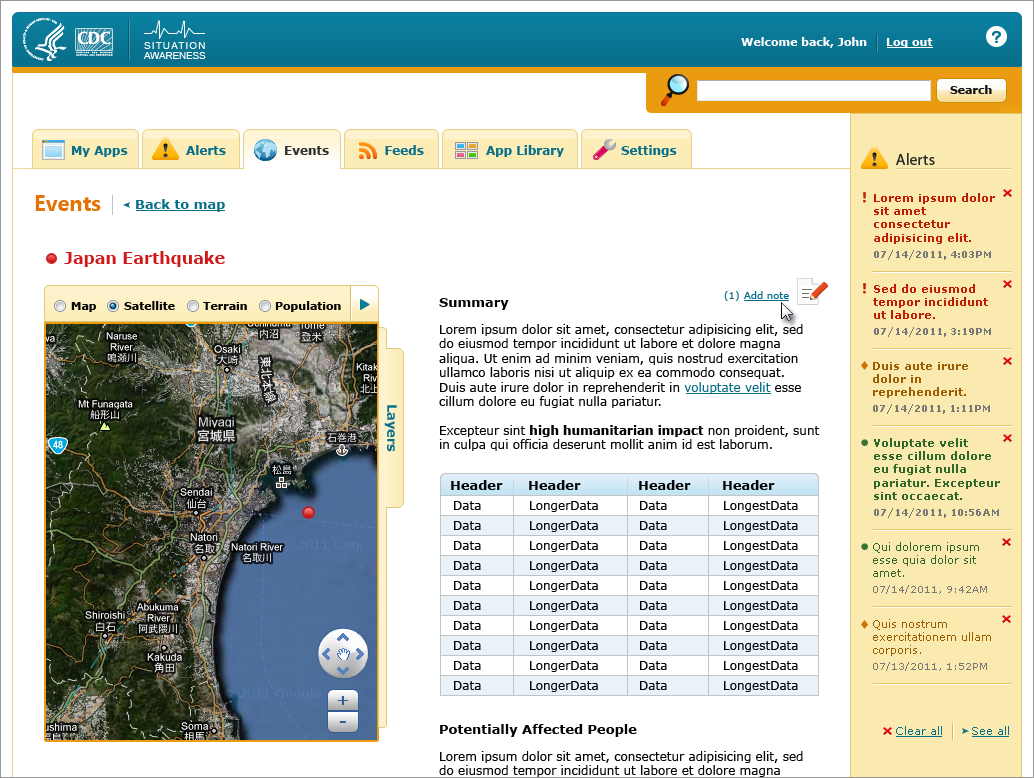 CDC
SITUATION
AWARENESS
Welcome back, John
Log out
?
Search
My Apps
Alerts
Events
Feeds
App Library
Settings
Events
Back to map
Japan Earthquake
Map
Satellite
Terrain
Population
Naruse
River
鳴瀬川
Osaki
大崎
内沼
Tome
登米
東北本線
Kitak
Riv
北上
Mt Funagata
船形山
Miyagi
宮城県
石巻港
48
松島
Sendai
仙台
Natori
名取
Natori River
名取川
Shiroishi
白石
Abukuma
River
阿武隈川
Kakuda
角田
Soma
相馬
ushima
© 2011 Google
+
-
Layers
Summary
(1) Add note
Lorem ipsum dolor sit amet, consectetur adipisicing elit, sed
do eiusmod tempor incididunt ut labore et dolore magna
aliqua. Ut enim ad minim veniam, quis nostrud exercitation
ullamco laboris nisi ut aliquip ex ea commodo consequat.
Duis aute irure dolor in reprehenderit in voluptate velit esse
cillum dolore eu fugiat nulla pariatur.
Excepteur sint high humanitarian impact non proident, sunt
in culpa qui officia deserunt mollit anim id est laborum.
Header Header Header Header
Data LongerData Data LongestData
Data LongerData Data LongestData
Data LongerData Data LongestData
Data LongerData Data LongestData
Data LongerData Data LongestData
Data LongerData Data LongestData
Data LongerData Data LongestData
Data LongerData Data LongestData
Data LongerData Data LongestData
Data LongerData Data LongestData
Potentially Affected People
Lorem ipsum dolor sit amet, consectetur adipisicing elit, sed
do eiusmod tempor incididunt ut labore et dolore magna
Alerts
! Lorem ipsum dolor
sit amet
consectetur
adipisicing elit.
07/14/2011, 4:03PM
! Sed do eiusmod
tempor incididunt
ut labore.
07/14/2011, 3:19PM
Duis aute irure
dolor in
reprehenderit.
07/14/2011, 1:11PM
Voluptate velit
esse cillum dolore
eu fugiat nulla
pariatur. Excepteur
sint occaecat.
07/14/2011, 10:56AM
Qui dolorem ipsum
esse quia dolor sit
amet.
07/14/2011, 9:42AM
Quis nostrum
exercitationem ullam
corporis.
07/13/2011, 1:52PM
Clear all
See all